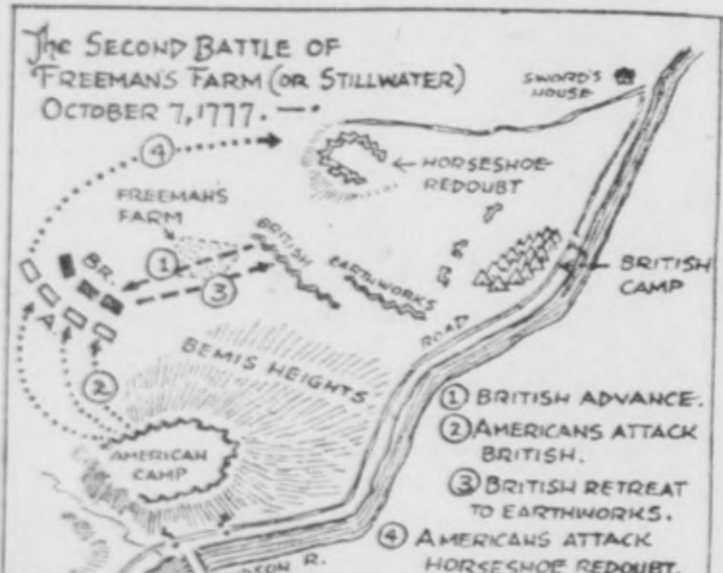 The SECOND BATTLE OF
FREEMAN'S FARM (OR STILLWATER)
OCTOBER 7, 1777.
SWORD'S
HOUSE
④
HORSESHOE
REDOUBT
FREEMAN'S
FARM
BRITISH
EARTHWORKS
①
③
BR.
A.
②
BRITISH
CAMP
ROAD
BEMIS HEIGHTS
AMERICAN
CAMP
① BRITISH ADVANCE.
② AMERICANS ATTACK
BRITISH.
③ BRITISH RETREAT
TO EARTHWORKS.
④ AMERICANS ATTACK
HORSESHOE REDOUBT.
R.